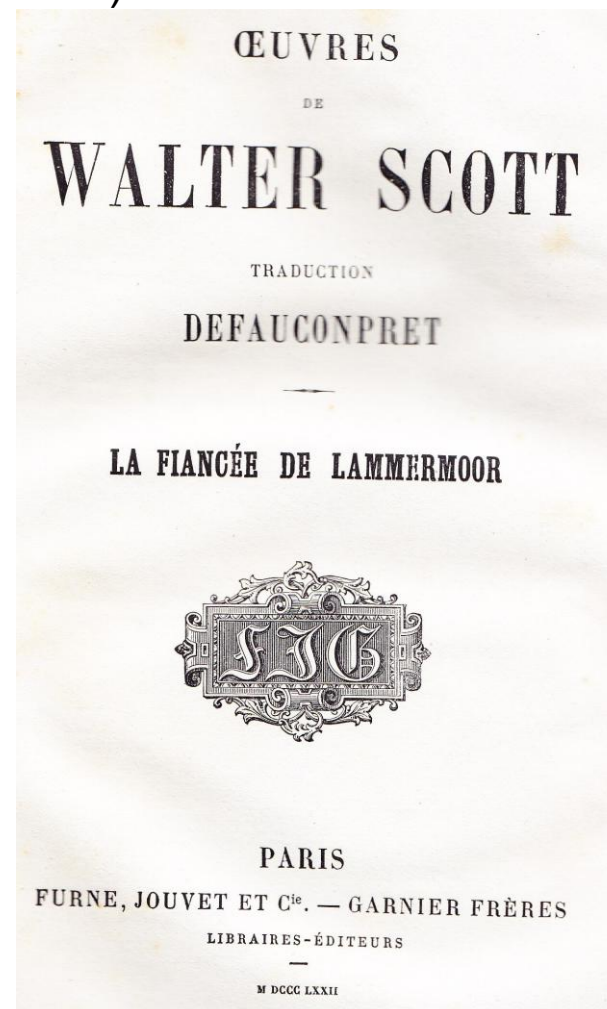 ŒUVRES
DE
WALTER SCOTT
TRADUCTION
DEFAUCONPRET
LA FIANCÉE DE LAMMERMOOR
FJG
PARIS
FURNE, JOUVET ET Cie. — GARNIER FRÈRES
LIBRAIRES-ÉDITEURS
M DCCC LXXII